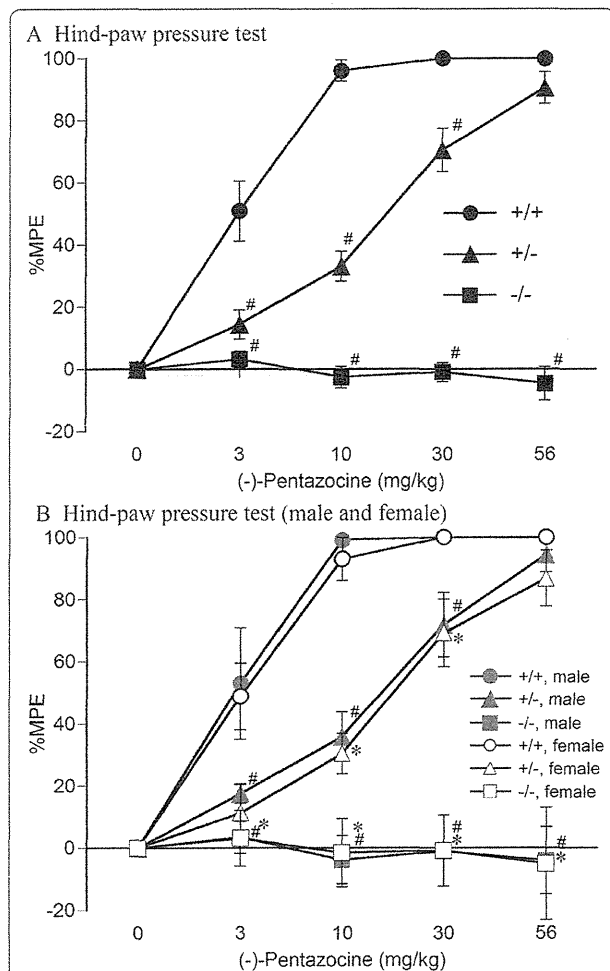 A Hind-paw pressure test
100
80
60
40
20
0
-20
%MPE
+/+
+/-
-/-
#
#
#
#
#
#
#
0 3 10 30 56
(-)-Pentazocine (mg/kg)
B Hind-paw pressure test (male and female)
100
80
60
40
20
0
-20
%MPE
+/+, male
+/-, male
-/-, male
+/+, female
+/-, female
-/-, female
#
*
#
*
#
# *
*
#
#
*
#
*
0 3 10 30 56
(-)-Pentazocine (mg/kg)